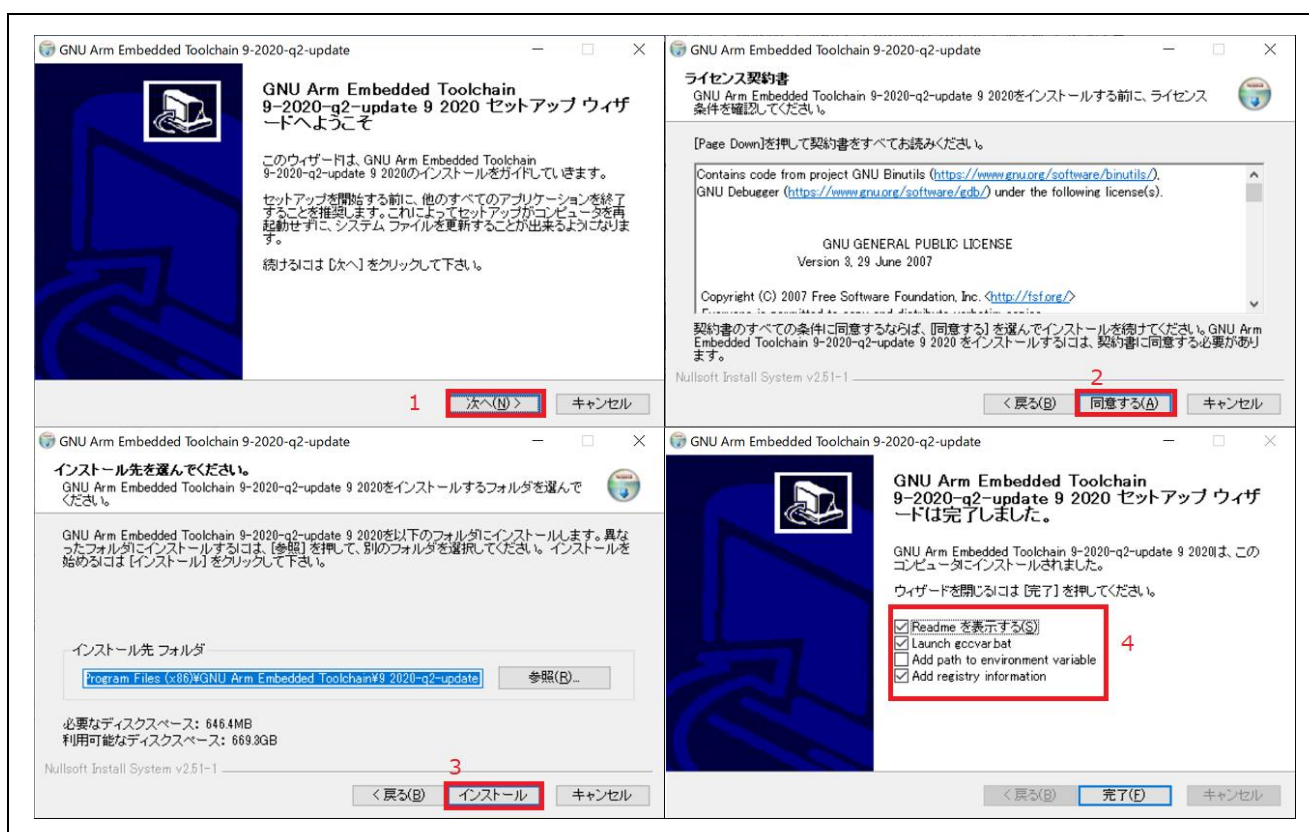 GNU Arm Embedded Toolchain 9-2020-q2-update
GNU Arm Embedded Toolchain
9-2020-q2-update 9 2020 セットアップ ウィザ
ードへようこそ
このウィザードは、GNU Arm Embedded Toolchain
9-2020-q2-update 9 2020のインストールをガイドしていきます。
セットアップを開始する前に、他のすべてのアプリケーションを終了
することを推奨します。これによってセットアップがコンピュータを再
起動せずに、システム ファイルを更新することが出来るようになりま
す。
続けるには [次へ] をクリックして下さい。
1
次へ(N) >
キャンセル
GNU Arm Embedded Toolchain 9-2020-q2-update
ライセンス契約書
GNU Arm Embedded Toolchain 9-2020-q2-update 9 2020をインストールする前に、ライセンス
条件を確認してください。
[Page Down]を押して契約書をすべてお読みください。
Contains code from project GNU Binutils (https://www.gnu.org/software/binutils/),
GNU Debugger (https://www.gnu.org/software/gdb/) under the following license(s).
GNU GENERAL PUBLIC LICENSE
Version 3, 29 June 2007
Copyright (C) 2007 Free Software Foundation, Inc. <http://fsf.org/>
Everyone is permitted to copy and distribute verbatim copies
契約書のすべての条件に同意するならば、[同意する] を選んでインストールを続けてください。GNU Arm
Embedded Toolchain 9-2020-q2-update 9 2020 をインストールするには、契約書に同意する必要があり
ます。
Nullsoft Install System v2.51-1
2
< 戻る(B)
同意する(A)
キャンセル
GNU Arm Embedded Toolchain 9-2020-q2-update
インストール先を選んでください。
GNU Arm Embedded Toolchain 9-2020-q2-update 9 2020をインストールするフォルダを選んで
ください。
GNU Arm Embedded Toolchain 9-2020-q2-update 9 2020を以下のフォルダにインストールします。異な
ったフォルダにインストールするには、[参照] を押して、別のフォルダを選択してください。 インストールを
始めるには [インストール] をクリックして下さい。
インストール先 フォルダ
Program Files (x86)¥GNU Arm Embedded Toolchain¥9 2020-q2-update
参照(R)...
必要なディスクスペース: 646.4MB
利用可能なディスクスペース: 669.3GB
Nullsoft Install System v2.51-1
3
< 戻る(B)
インストール
キャンセル
GNU Arm Embedded Toolchain 9-2020-q2-update
GNU Arm Embedded Toolchain
9-2020-q2-update 9 2020 セットアップ ウィザ
ードは完了しました。
GNU Arm Embedded Toolchain 9-2020-q2-update 9 2020は、この
コンピュータにインストールされました。
ウィザードを閉じるには [完了] を押してください。
Readme を表示する(S)
Launch gccvar.bat
Add path to environment variable
Add registry information
4
< 戻る(B)
完了(F)
キャンセル